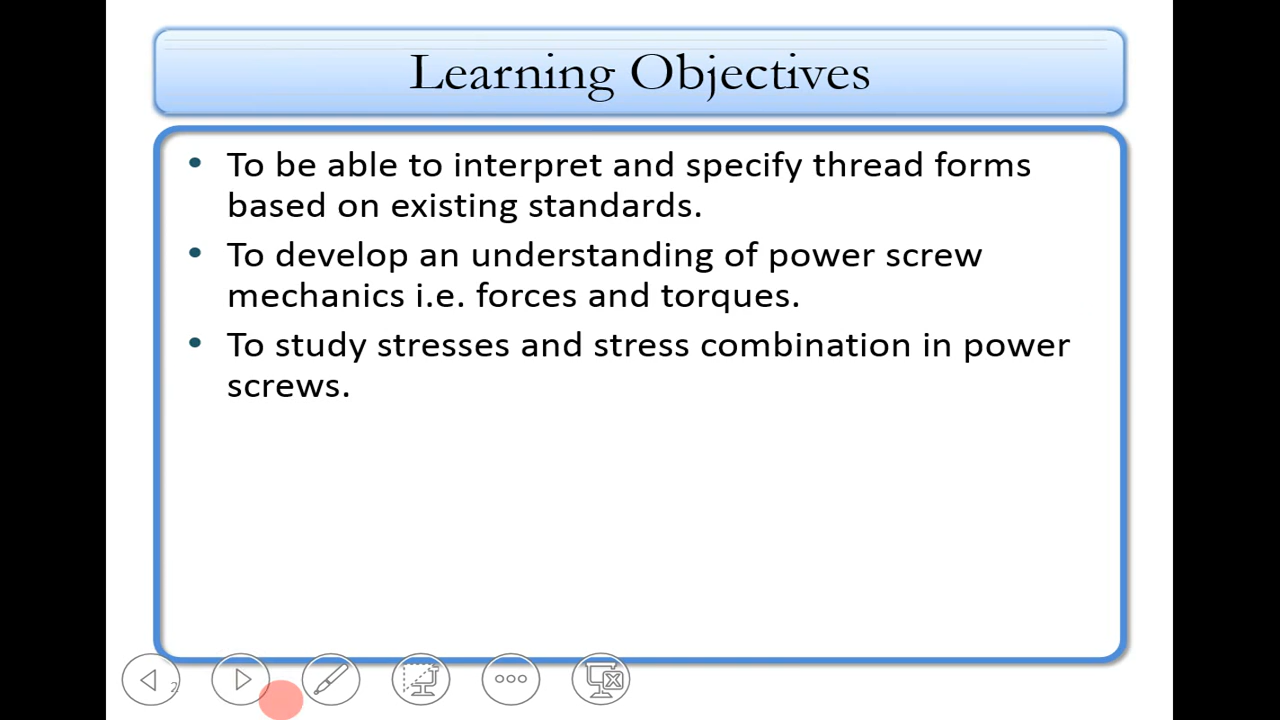 Learning Objectives
• To be able to interpret and specify thread forms
based on existing standards.
• To develop an understanding of power screw
mechanics i.e. forces and torques.
• To study stresses and stress combination in power
screws.
2